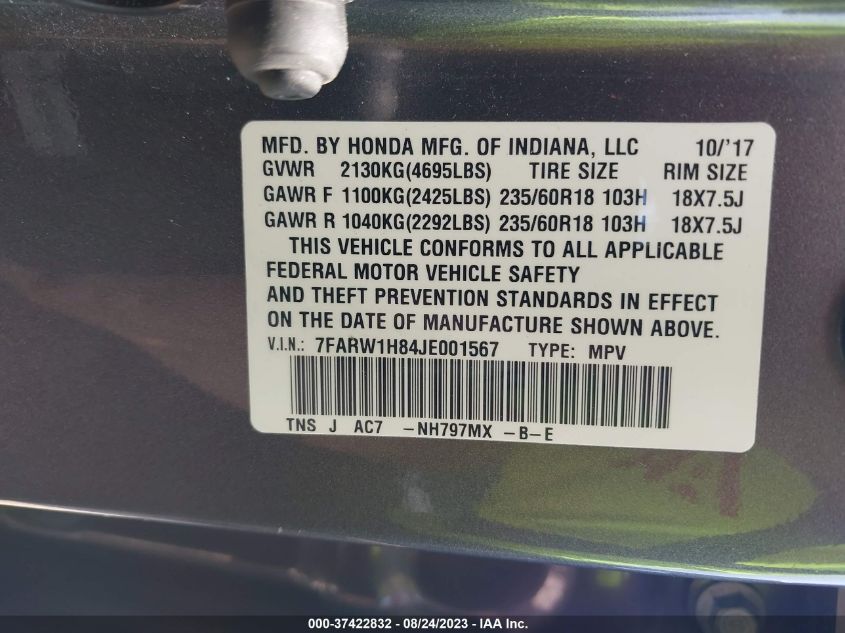 MFD. BY HONDA MFG. OF INDIANA, LLC 10/'17
GVWR 2130KG(4695LBS) TIRE SIZE RIM SIZE
GAWR F 1100KG(2425LBS) 235/60R18 103H 18X7.5J
GAWR R 1040KG(2292LBS) 235/60R18 103H 18X7.5J
THIS VEHICLE CONFORMS TO ALL APPLICABLE
FEDERAL MOTOR VEHICLE SAFETY
AND THEFT PREVENTION STANDARDS IN EFFECT
ON THE DATE OF MANUFACTURE SHOWN ABOVE.
V.I.N.: 7FARW1H84JE001567 TYPE: MPV
TNS J AC7 -NH797MX -B-E
000-37422832 - 08/24/2023 - IAA Inc.